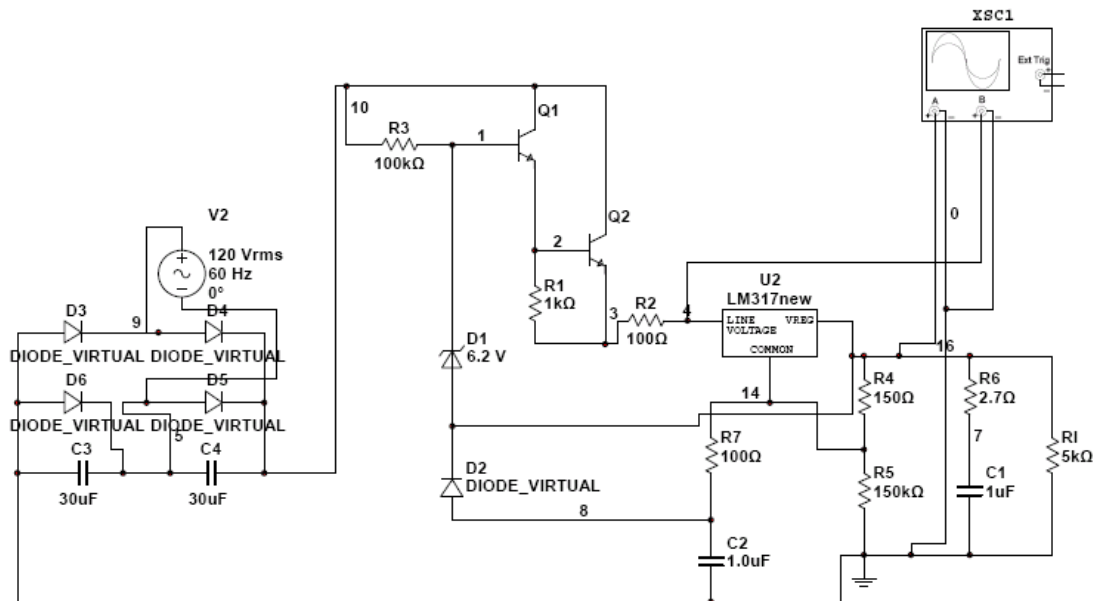 XSC1
Ext Trig
+
−
A
B
+ −
+ −
10
Q1
R3
1
100kΩ
0
V2
Q2
120 Vrms
60 Hz
0°
2
U2
LM317new
R1
1kΩ
3
R2
100Ω
4
LINE
VOLTAGE
VREG
COMMON
D3
9
D4
DIODE_VIRTUAL
DIODE_VIRTUAL
D1
6.2 V
16
D6
D5
R4
150Ω
R6
2.7Ω
14
DIODE_VIRTUAL
DIODE_VIRTUAL
5
C3
C4
R7
100Ω
7
Rl
5kΩ
D2
DIODE_VIRTUAL
R5
150kΩ
C1
1uF
30uF
30uF
8
C2
1.0uF